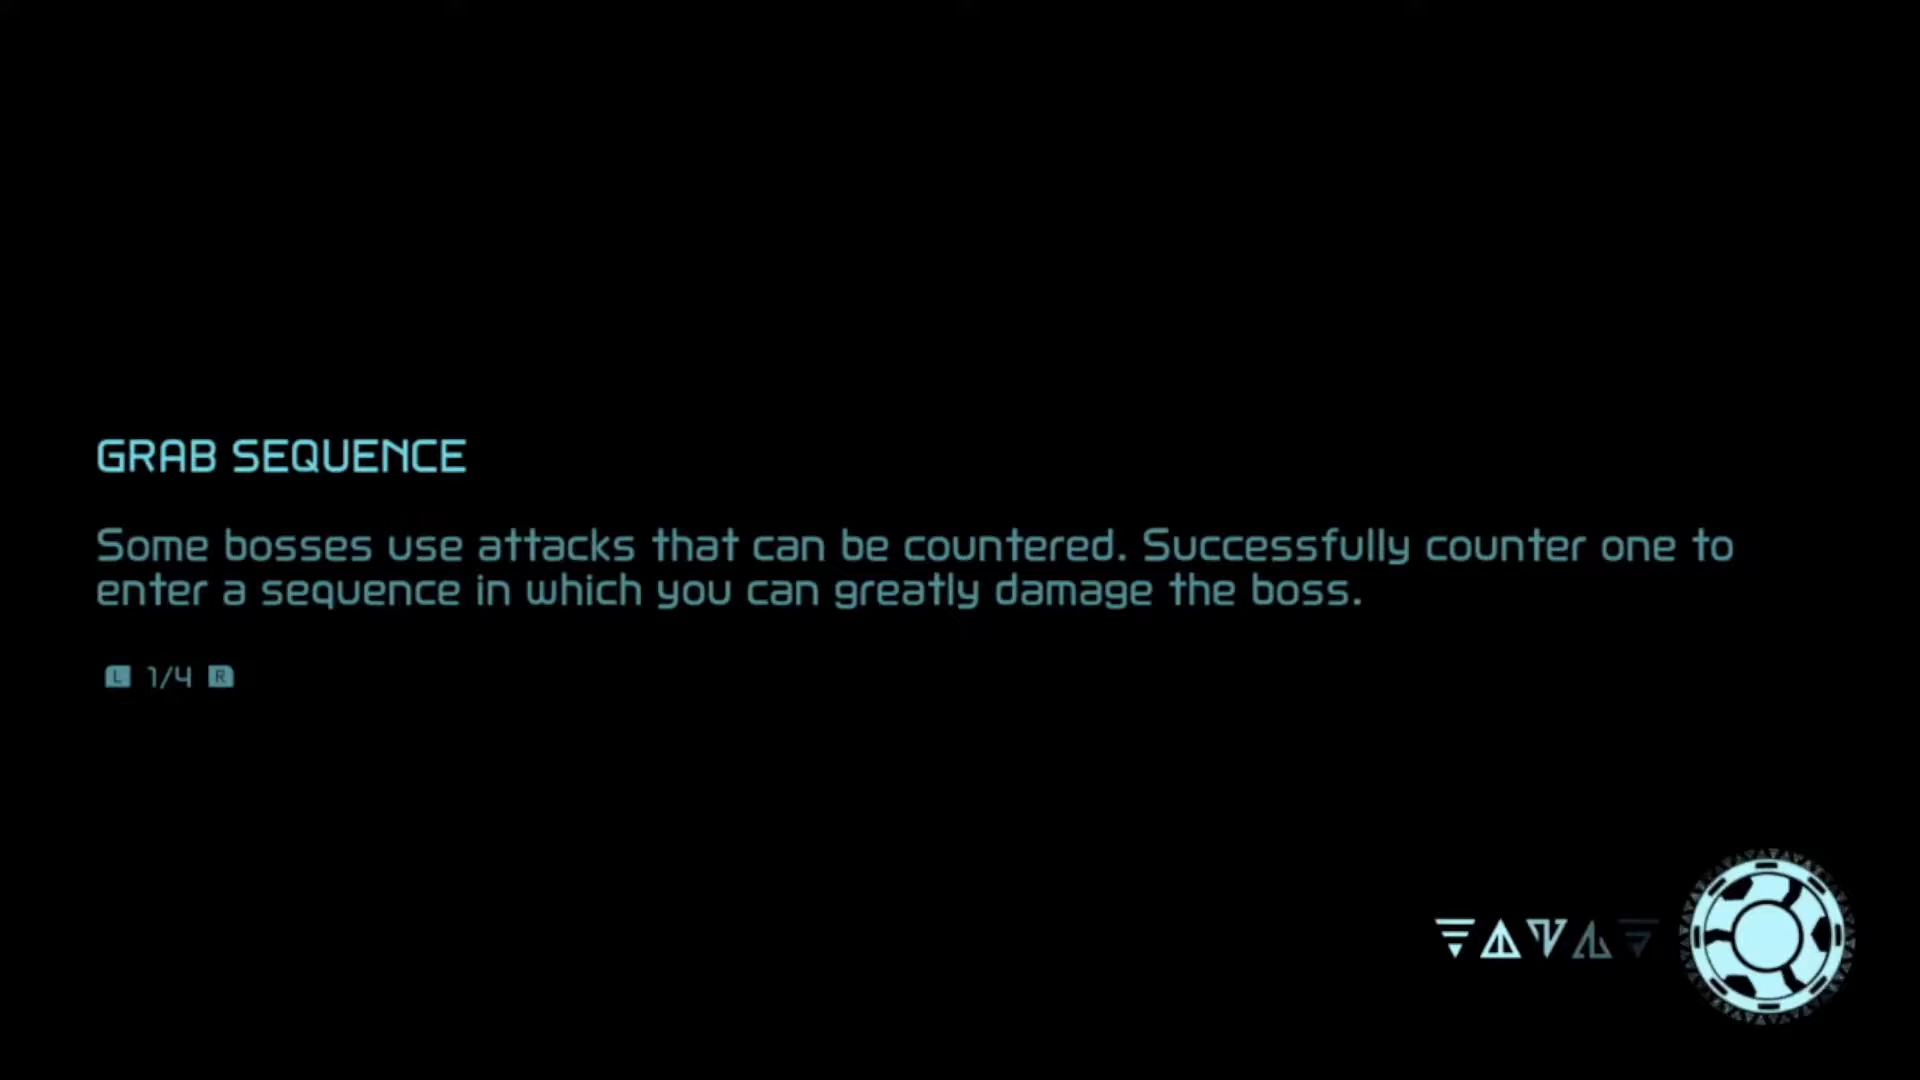 GRAB SEQUENCE
Some bosses use attacks that can be countered. Successfully counter one to
enter a sequence in which you can greatly damage the boss.
L 1/4 R